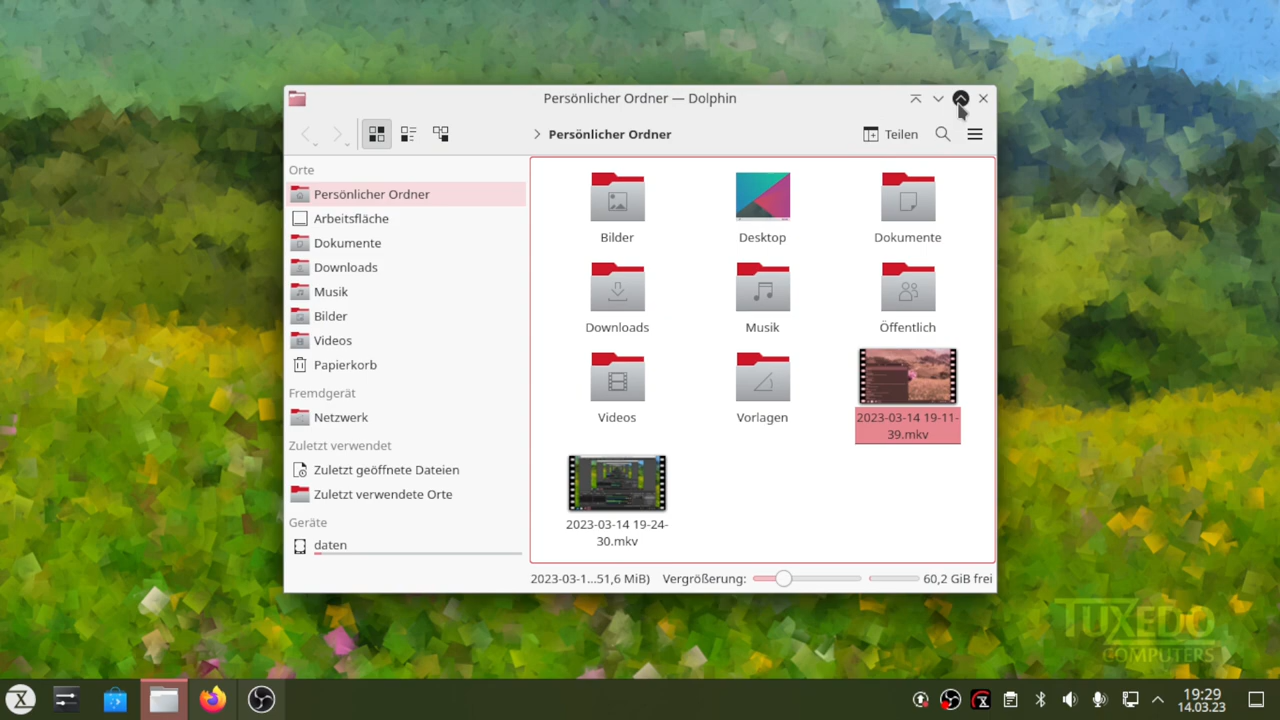 Persönlicher Ordner — Dolphin
Persönlicher Ordner
Teilen
Orte
Persönlicher Ordner
Arbeitsfläche
Dokumente
Downloads
Musik
Bilder
Videos
Papierkorb
Fremdgerät
Netzwerk
Zuletzt verwendet
Zuletzt geöffnete Dateien
Zuletzt verwendete Orte
Geräte
daten
Bilder
Desktop
Dokumente
Downloads
Musik
Öffentlich
Videos
Vorlagen
2023-03-14 19-11-
39.mkv
2023-03-14 19-24-
30.mkv
2023-03-1...51,6 MiB)
Vergrößerung:
60,2 GiB frei
TUXEDO
COMPUTERS
19:29
14.03.23